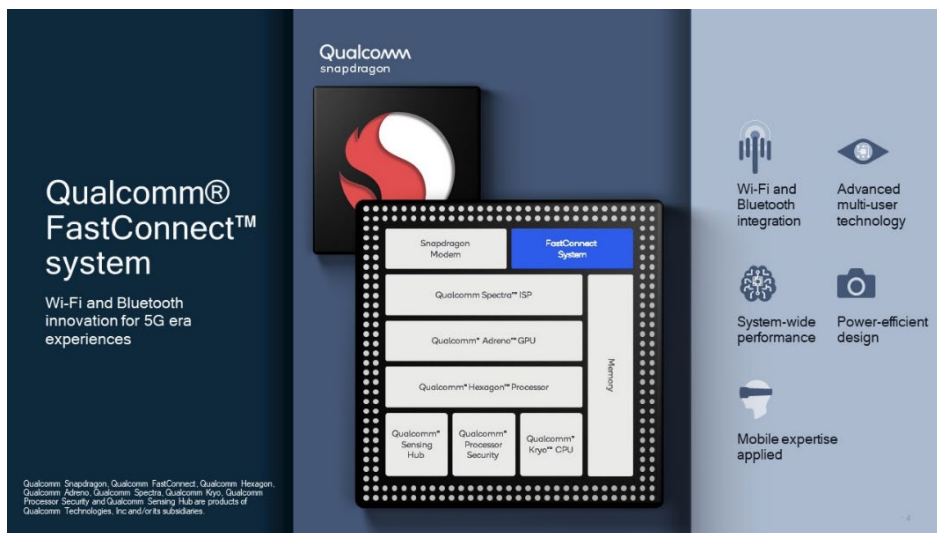 Qualcomm®
FastConnect™
system
Wi-Fi and Bluetooth
innovation for 5G era
experiences
Qualcomm Snapdragon, Qualcomm FastConnect, Qualcomm Hexagon,
Qualcomm Adreno, Qualcomm Spectra, Qualcomm Kryo, Qualcomm
Processor Security and Qualcomm Sensing Hub are products of
Qualcomm Technologies, Inc and/or its subsidiaries.
Qualcomm
snapdragon
Snapdragon
Modem
FastConnect
System
Qualcomm Spectra™ ISP
Qualcomm® Adreno™ GPU
Qualcomm® Hexagon™ Processor
Memory
Qualcomm®
Sensing
Hub
Qualcomm®
Processor
Security
Qualcomm®
Kryo™ CPU
Wi-Fi and
Bluetooth
integration
Advanced
multi-user
technology
System-wide
performance
Power-efficient
design
Mobile expertise
applied
4